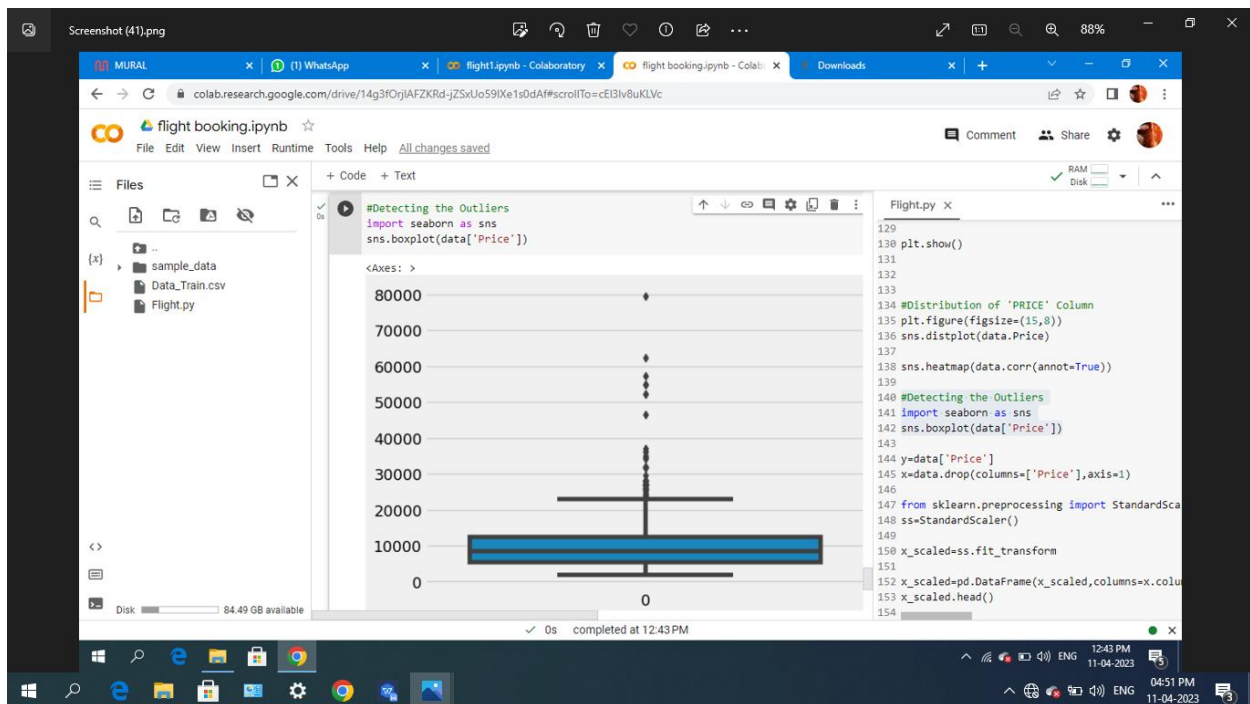 Screenshot (41).png
88%
MURAL
(1) WhatsApp
flight1.ipynb - Colaboratory
flight booking.ipynb - Colab
Downloads
colab.research.google.com/drive/14g3fOrjIAFZKRd-jZSxUo59IXe1s0dAf#scrollTo=cEI3Iv8uKLVc
CO
flight booking.ipynb
Comment
Share
File Edit View Insert Runtime Tools Help All changes saved
+ Code + Text
RAM
Disk
Files
..
sample_data
Data_Train.csv
Flight.py
{x}
<>
Disk
84.49 GB available
0s
#Detecting the Outliers
import seaborn as sns
sns.boxplot(data['Price'])
<Axes: >
80000
70000
60000
50000
40000
30000
20000
10000
0
0
Flight.py
129
130 plt.show()
131
132
133
134 #Distribution of 'PRICE' Column
135 plt.figure(figsize=(15,8))
136 sns.distplot(data.Price)
137
138 sns.heatmap(data.corr(annot=True))
139
140 #Detecting the Outliers
141 import seaborn as sns
142 sns.boxplot(data['Price'])
143
144 y=data['Price']
145 x=data.drop(columns=['Price'],axis=1)
146
147 from sklearn.preprocessing import StandardSca
148 ss=StandardScaler()
149
150 x_scaled=ss.fit_transform
151
152 x_scaled=pd.DataFrame(x_scaled,columns=x.colu
153 x_scaled.head()
154
0s completed at 12:43 PM
ENG
12:43 PM
11-04-2023
5
ENG
04:51 PM
11-04-2023
3